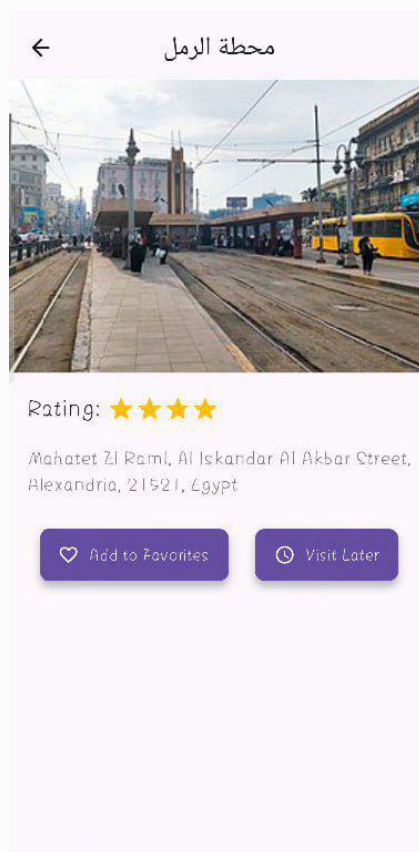 محطة الرمل
Rating:
Mahatet El Raml, Al Iskandar Al Akbar Street,
Alexandria, 21521, Egypt
Add to Favorites
Visit Later